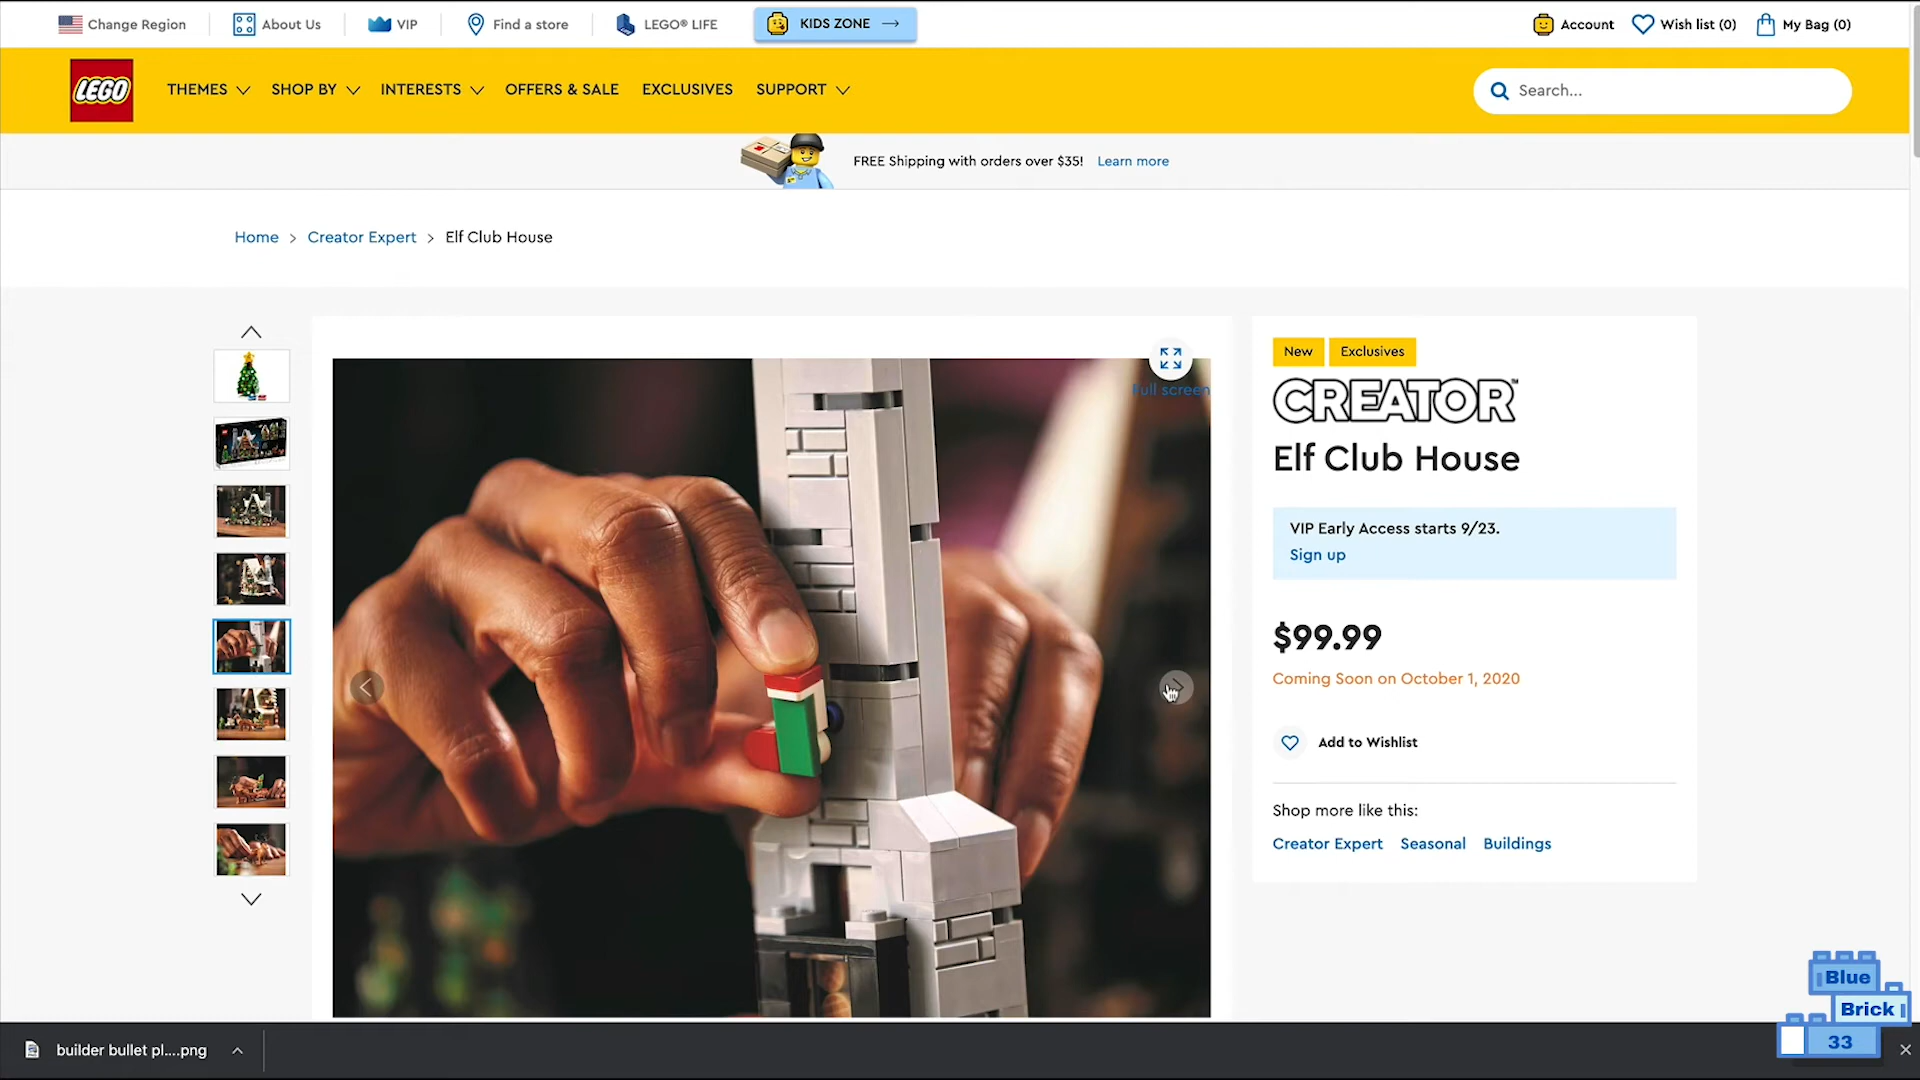 Change Region
About Us
VIP
Find a store
LEGO® LIFE
KIDS ZONE
Account
Wish list (0)
My Bag (0)
LEGO
THEMES
SHOP BY
INTERESTS
OFFERS & SALE
EXCLUSIVES
SUPPORT
Search...
FREE Shipping with orders over $35! Learn more
Home > Creator Expert > Elf Club House
Full screen
New
Exclusives
CREATOR™
Elf Club House
VIP Early Access starts 9/23.
Sign up
$99.99
Coming Soon on October 1, 2020
Add to Wishlist
Shop more like this:
Creator Expert Seasonal Buildings
Blue
Brick
33
builder bullet pl....png